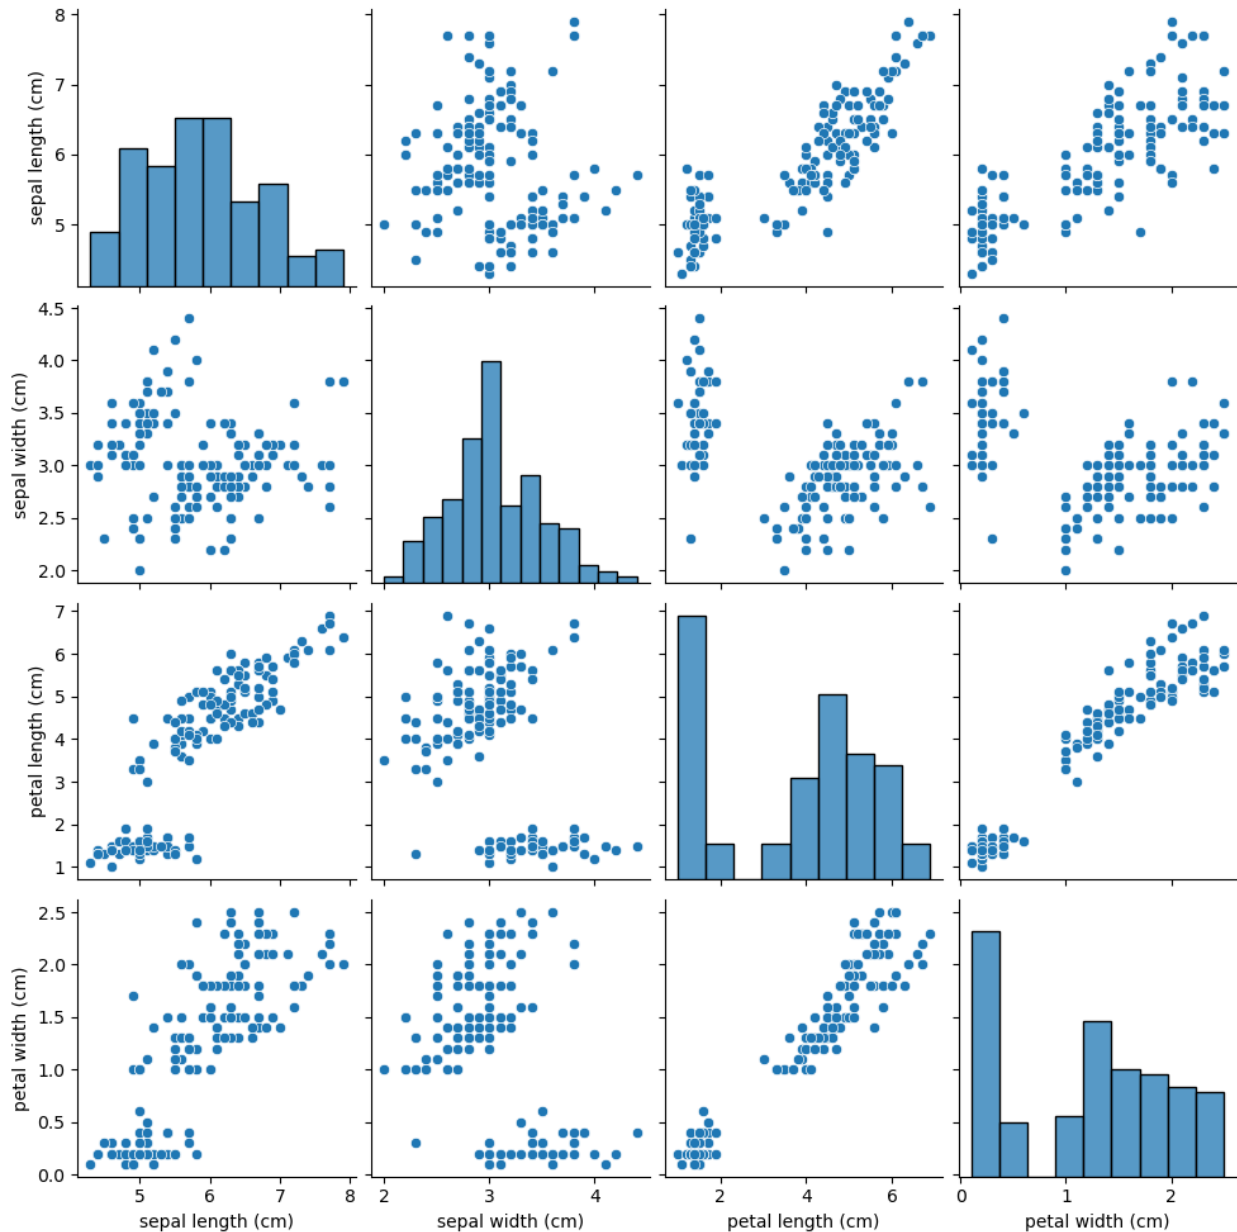 8
7
6
5
sepal length (cm)
4.5
4.0
3.5
3.0
2.5
2.0
sepal width (cm)
7
6
5
4
3
2
1
petal length (cm)
2.5
2.0
1.5
1.0
0.5
0.0
petal width (cm)
5 6 7 8
sepal length (cm)
2 3 4
sepal width (cm)
2 4 6
petal length (cm)
0 1 2
petal width (cm)